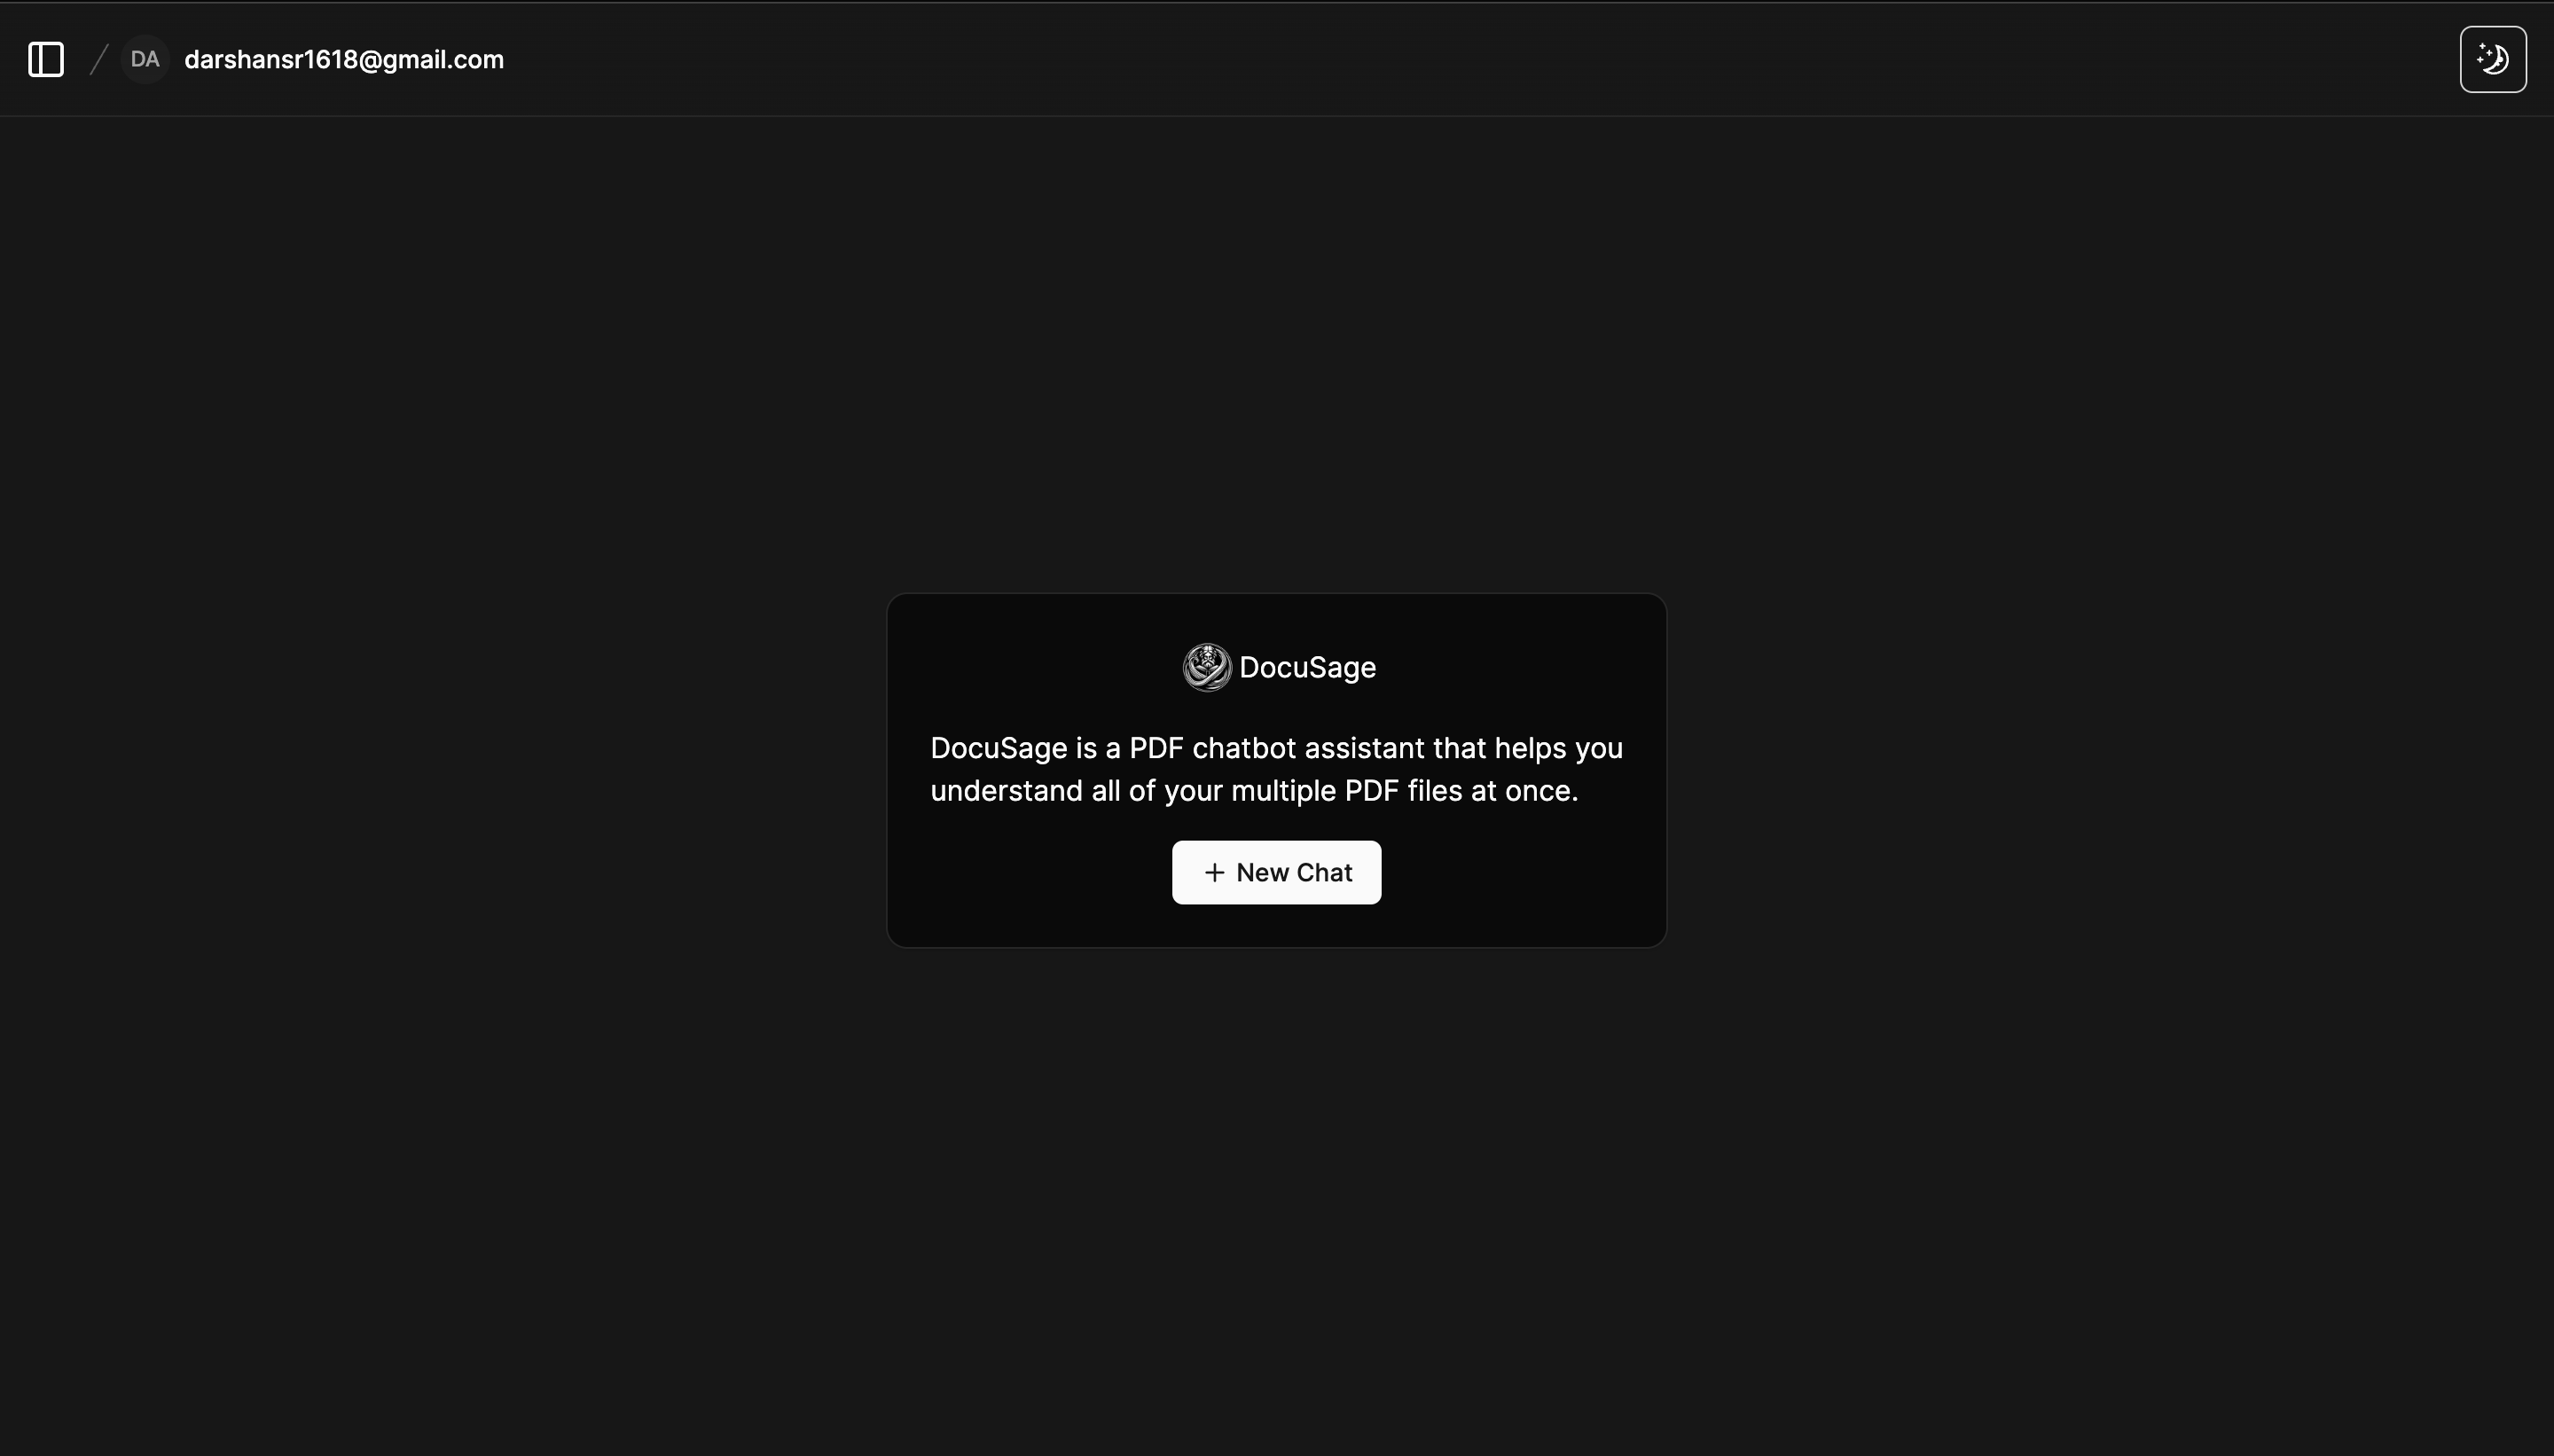 DA darshansr1618@gmail.com
DocuSage
DocuSage is a PDF chatbot assistant that helps you
understand all of your multiple PDF files at once.
+ New Chat